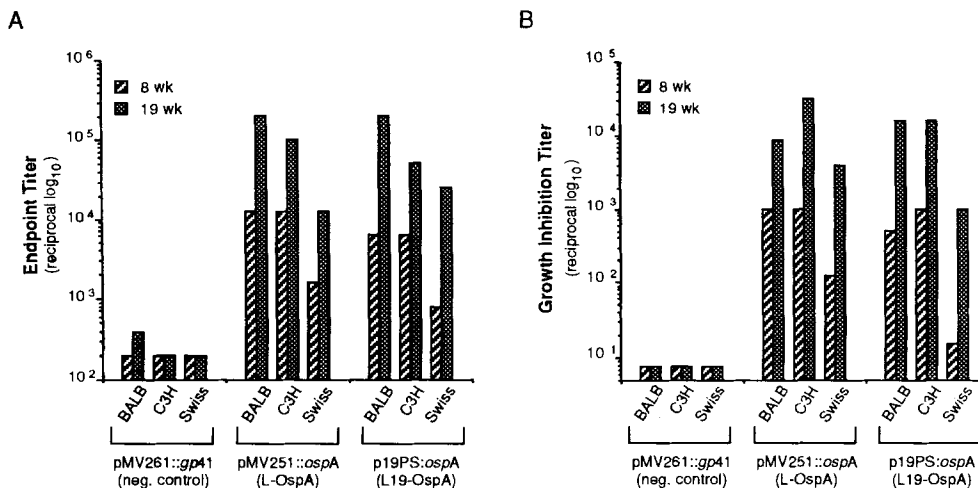 A
Endpoint Titer
(reciprocal log10)
10^6
10^5
10^4
10^3
10^2
8 wk
19 wk
BALB
C3H
Swiss
BALB
C3H
Swiss
BALB
C3H
Swiss
pMV261::gp41
(neg. control)
pMV251::ospA
(L-OspA)
p19PS:ospA
(L19-OspA)
B
Growth Inhibition Titer
(reciprocal log10)
10^5
10^4
10^3
10^2
10^1
8 wk
19 wk
BALB
C3H
Swiss
BALB
C3H
Swiss
BALB
C3H
Swiss
pMV261::gp41
(neg. control)
pMV251::ospA
(L-OspA)
p19PS:ospA
(L19-OspA)